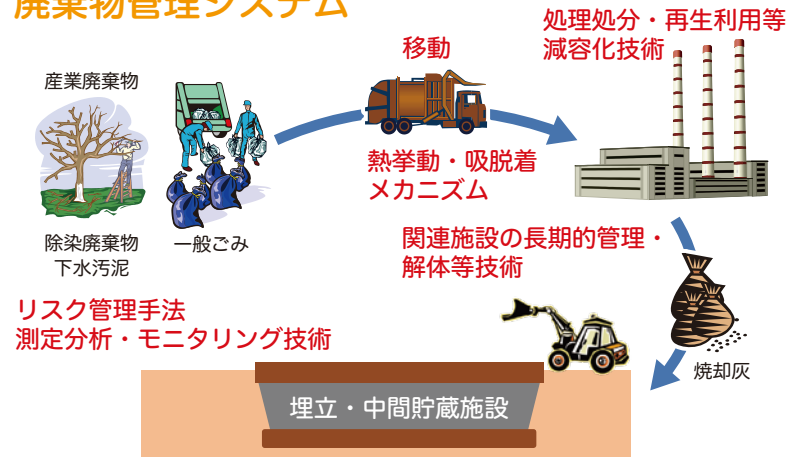 廃棄物管理システム
処理処分・再生利用等
減容化技術
移動
産業廃棄物
熱挙動・吸脱着
メカニズム
除染廃棄物
下水汚泥
一般ごみ
関連施設の長期的管理・
解体等技術
リスク管理手法
測定分析・モニタリング技術
焼却灰
埋立・中間貯蔵施設